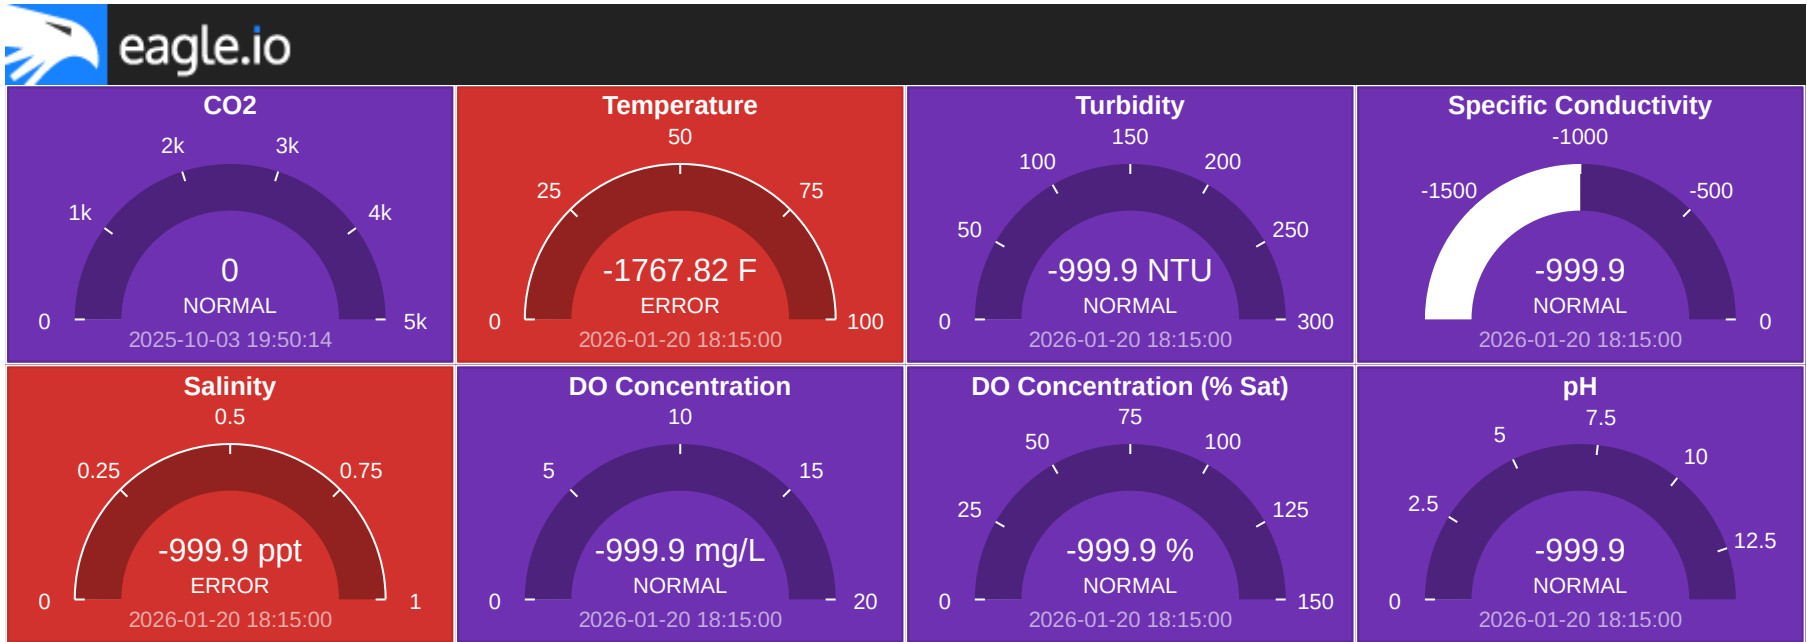 eagle.io
CO2
2k
3k
1k
4k
0
NORMAL
0
5k
2025-10-03 19:50:14
Temperature
50
25
75
-1767.82 F
ERROR
0
100
2026-01-20 18:15:00
Turbidity
150
100
200
50
250
-999.9 NTU
NORMAL
0
300
2026-01-20 18:15:00
Specific Conductivity
-1000
-1500
-500
-999.9
NORMAL
0
2026-01-20 18:15:00
Salinity
0.5
0.25
0.75
-999.9 ppt
ERROR
0
1
2026-01-20 18:15:00
DO Concentration
10
5
15
-999.9 mg/L
NORMAL
0
20
2026-01-20 18:15:00
DO Concentration (% Sat)
75
50
100
25
125
-999.9 %
NORMAL
0
150
2026-01-20 18:15:00
pH
7.5
5
10
2.5
12.5
-999.9
NORMAL
0
2026-01-20 18:15:00